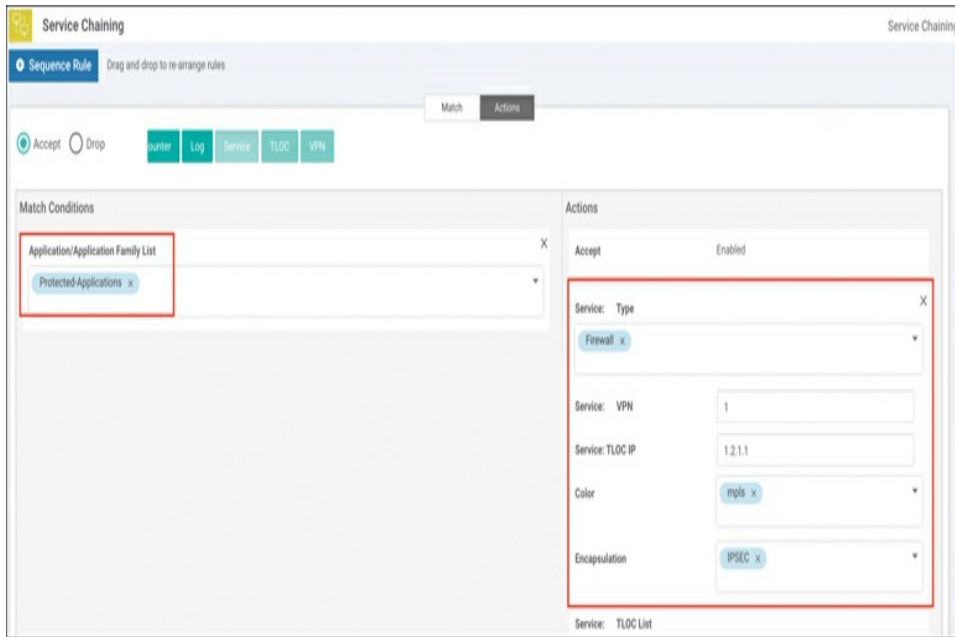 Service Chaining
Service Chaining
Sequence Rule Drag and drop to re-arrange rules
Match Actions
Accept Drop ounter Log Service TLOC VPN
Match Conditions
Application/Application Family List X
Protected-Applications x
Actions
Accept Enabled
Service: Type X
Firewall x
Service: VPN 1
Service: TLOC IP 1.2.1.1
Color mpls x
Encapsulation IPSEC x
Service: TLOC List